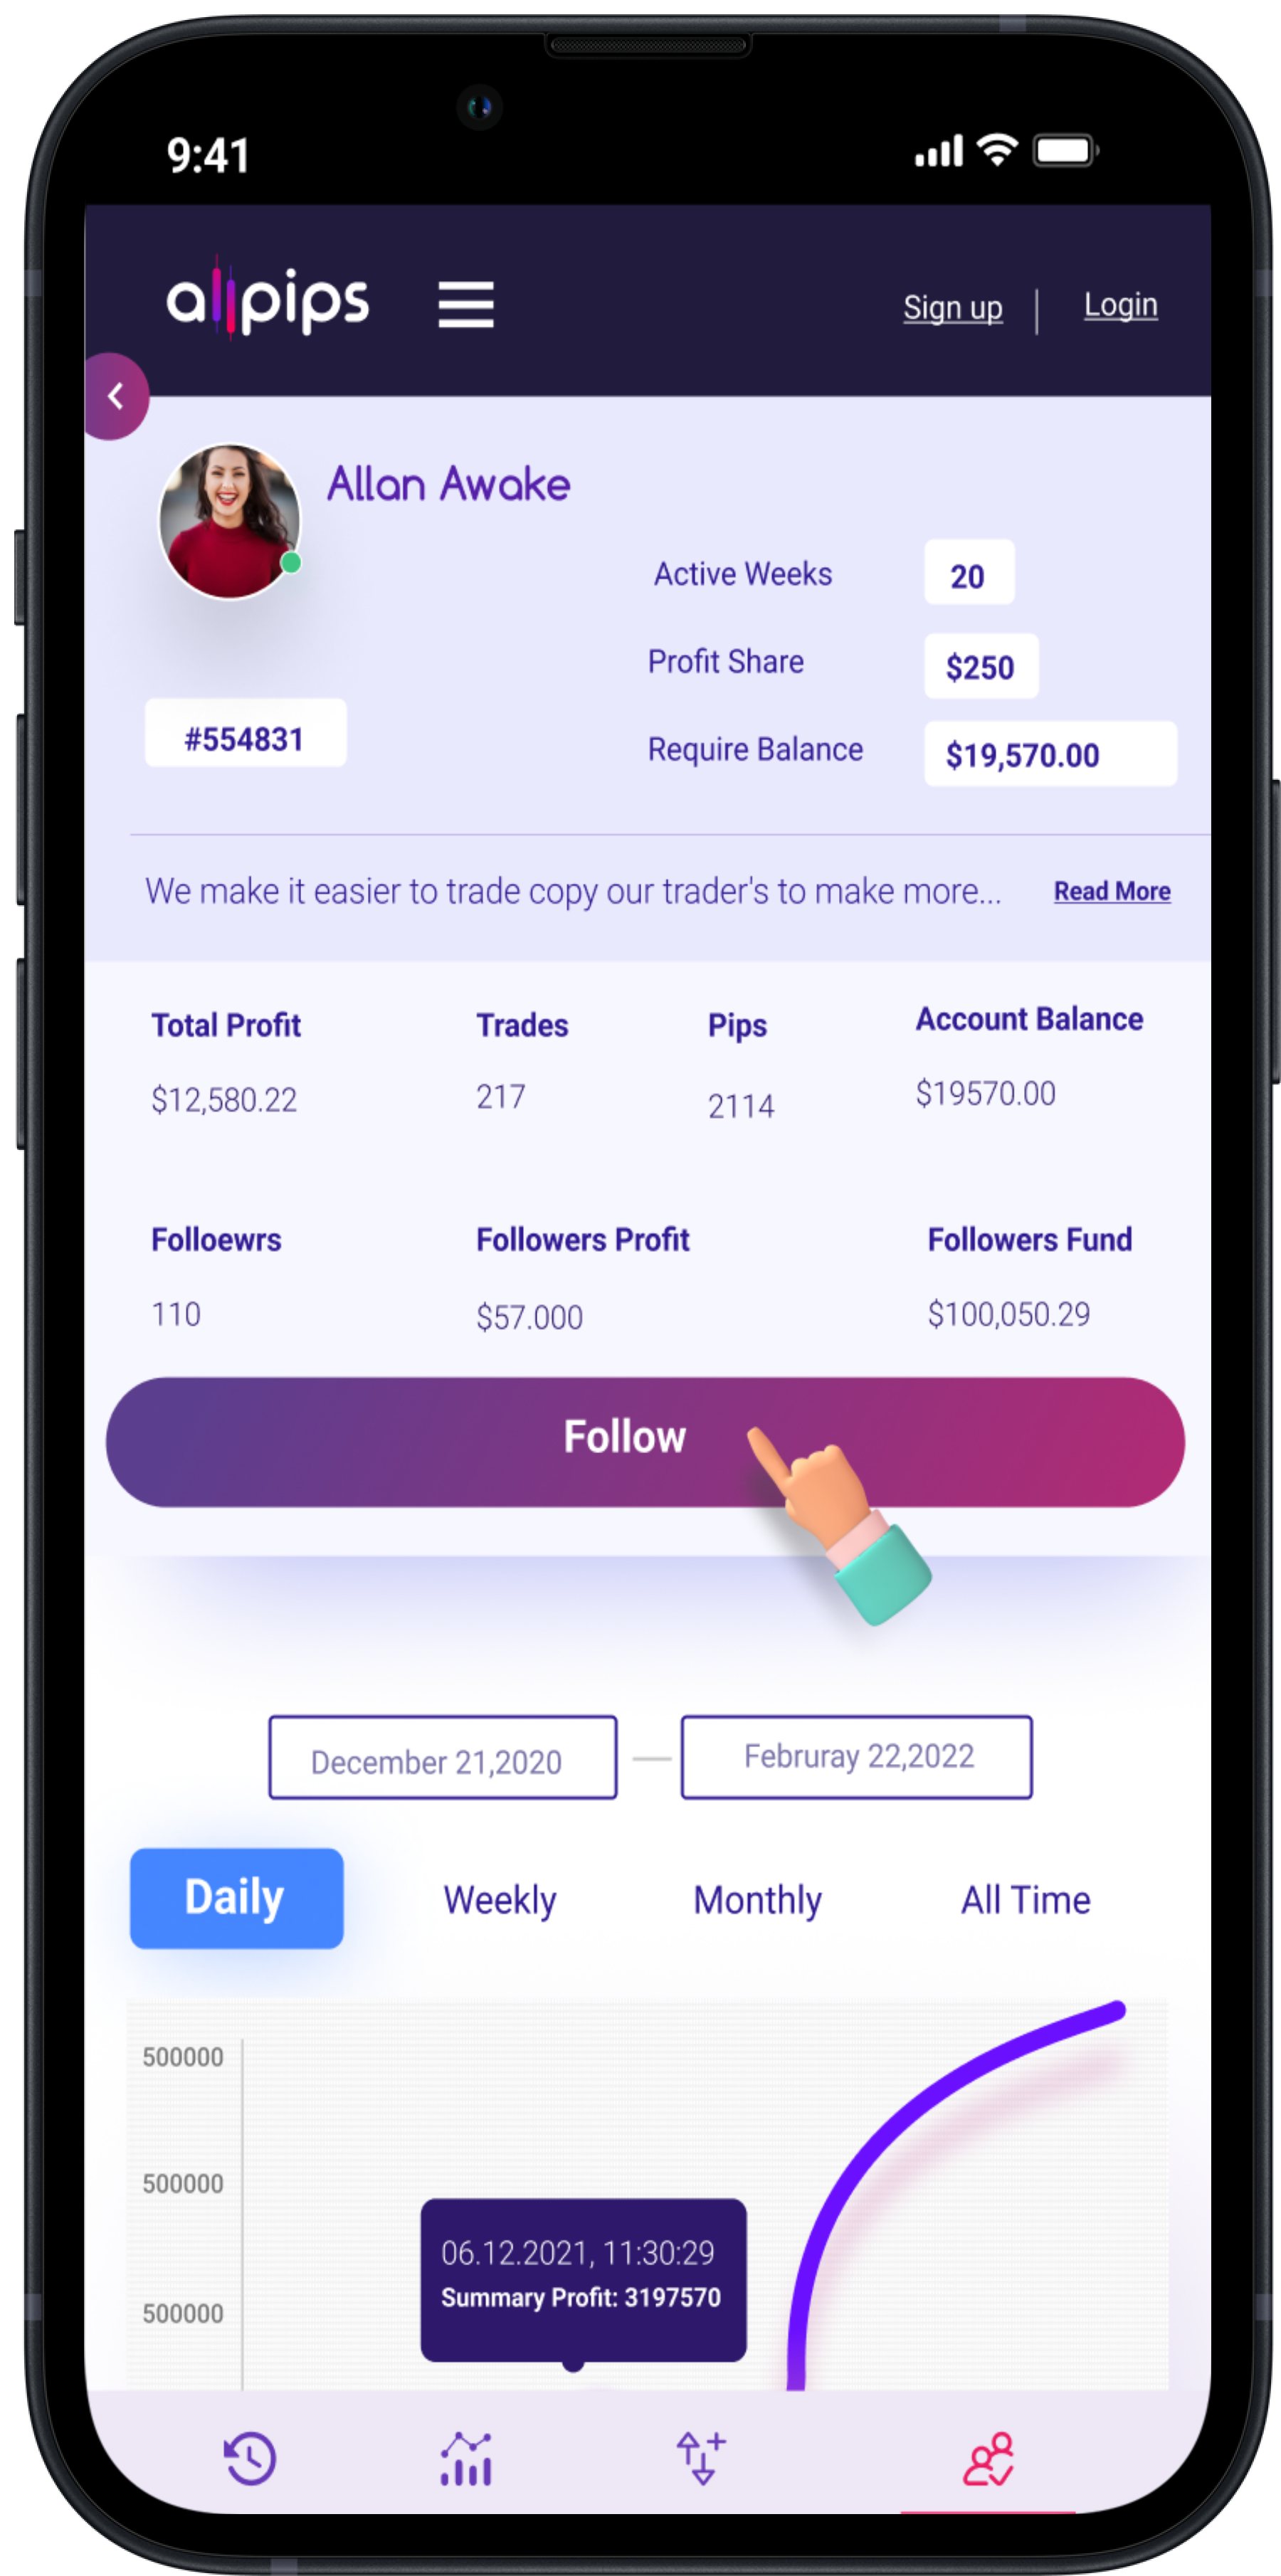 9:41
allpips
Sign up | Login
Allan Awake
Active Weeks 20
Profit Share $250
#554831
Require Balance $19,570.00
We make it easier to trade copy our trader's to make more... Read More
Total Profit Trades Pips Account Balance
$12,580.22 217 2114 $19570.00
Folloewrs Followers Profit Followers Fund
110 $57.000 $100,050.29
Follow
December 21,2020 — Februray 22,2022
Daily Weekly Monthly All Time
500000
500000
06.12.2021, 11:30:29
Summary Profit: 3197570
500000